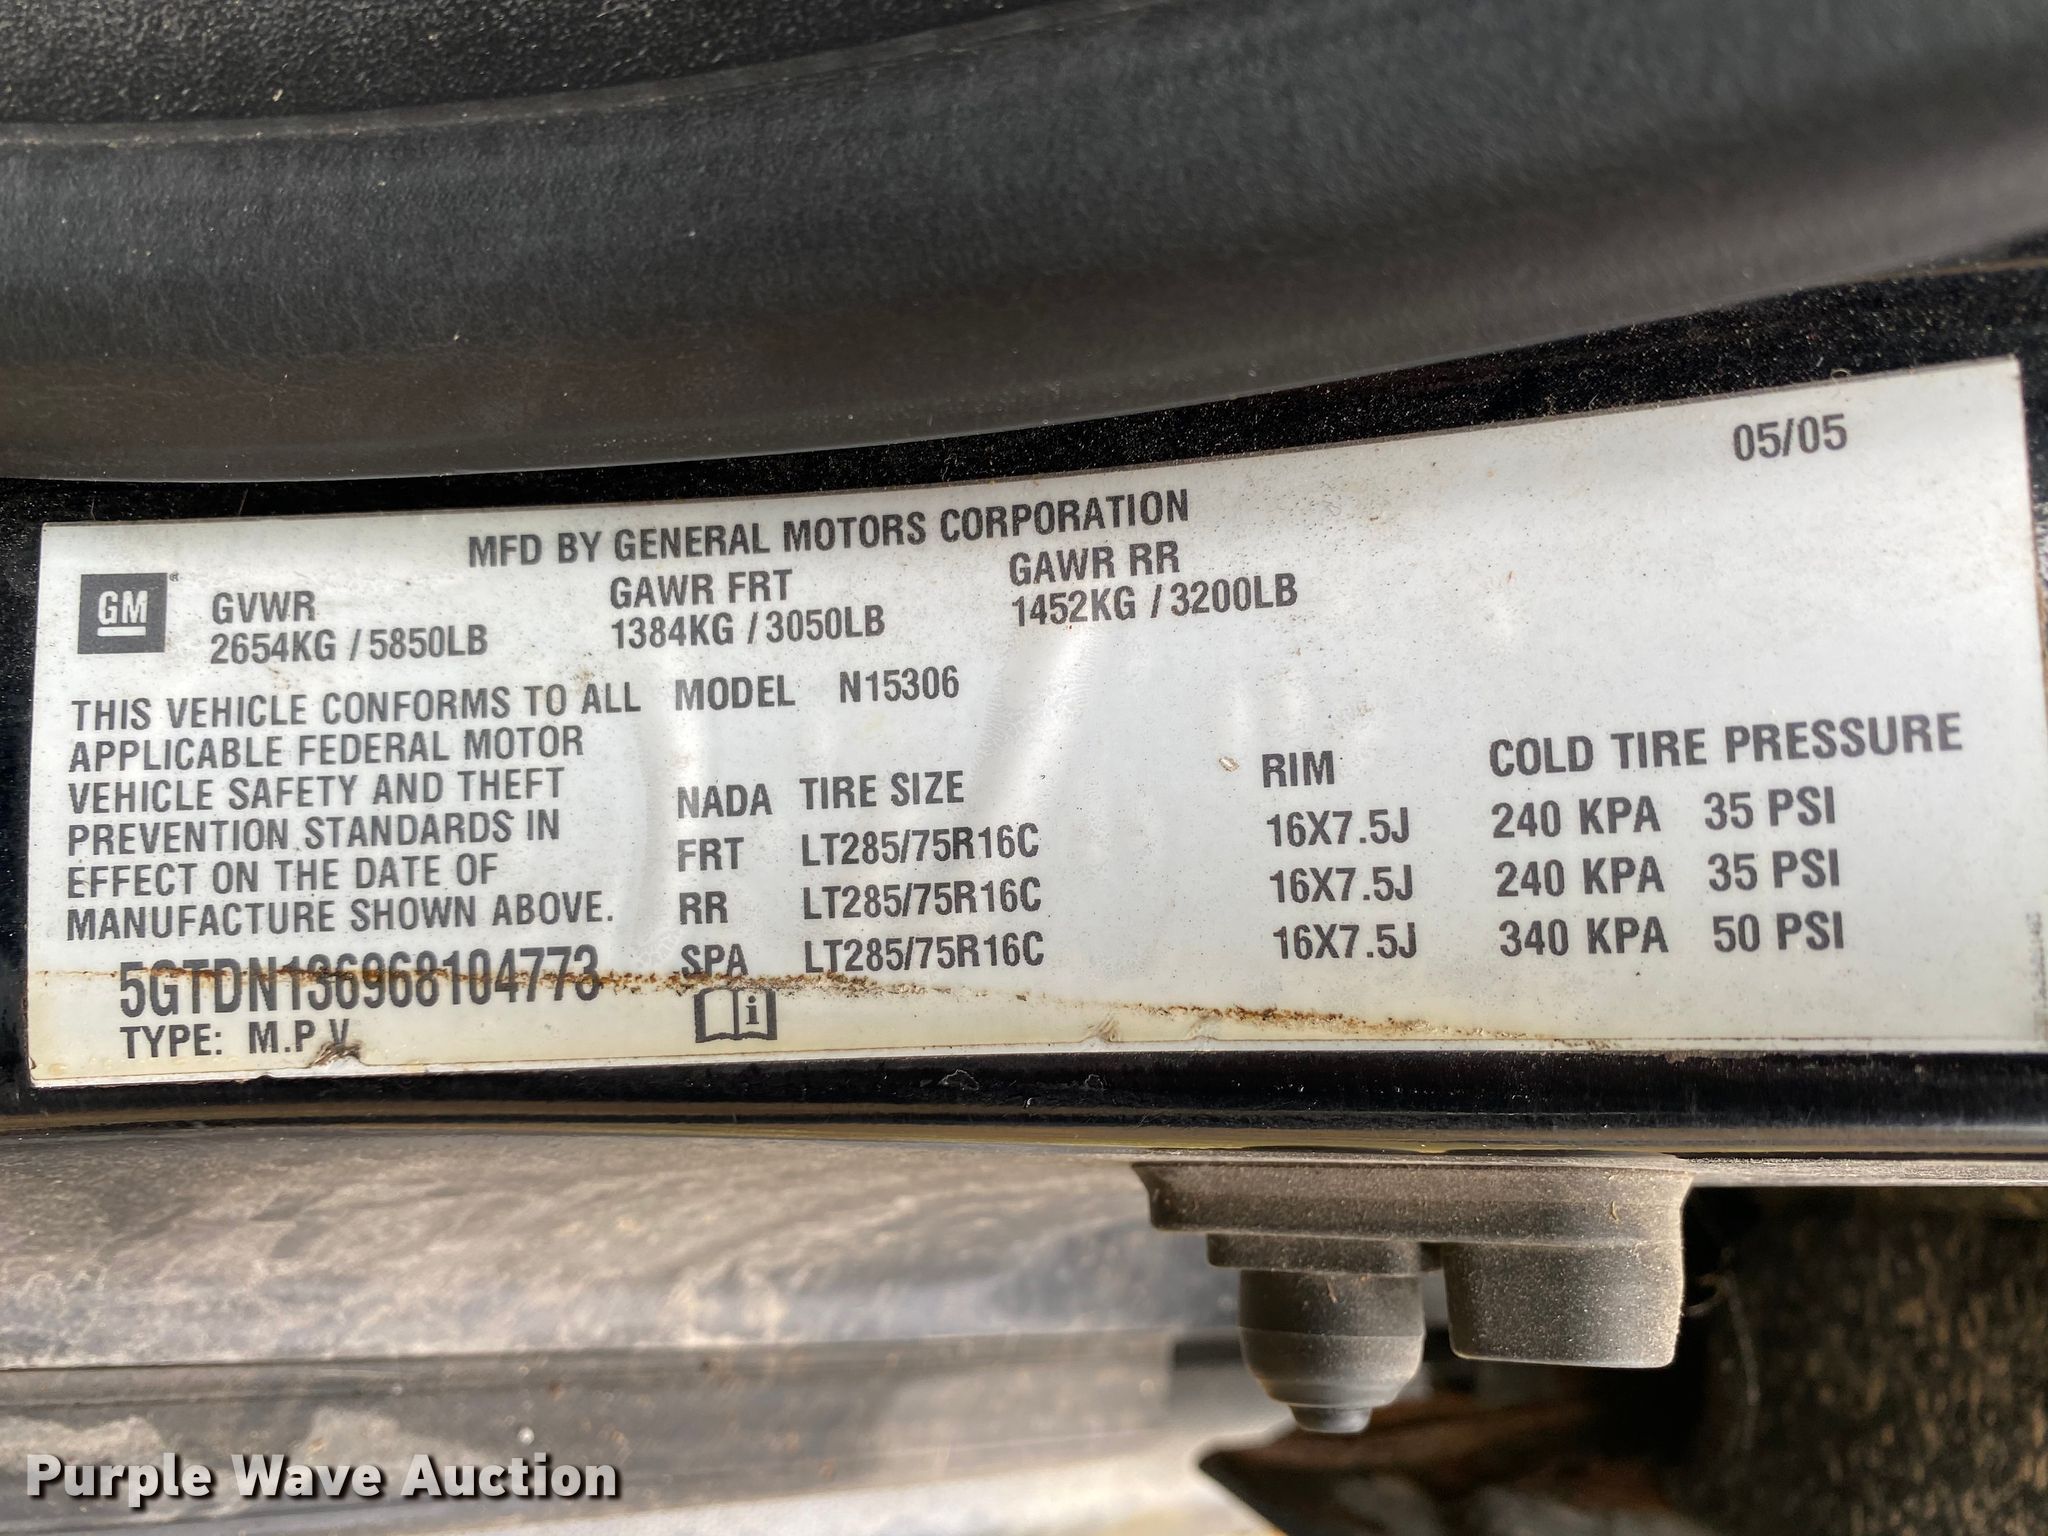 05/05
MFD BY GENERAL MOTORS CORPORATION
GM GVWR GAWR FRT GAWR RR
2654KG / 5850LB 1384KG / 3050LB 1452KG / 3200LB
THIS VEHICLE CONFORMS TO ALL MODEL N15306
APPLICABLE FEDERAL MOTOR
VEHICLE SAFETY AND THEFT
PREVENTION STANDARDS IN
EFFECT ON THE DATE OF
MANUFACTURE SHOWN ABOVE.
5GTDN136968104773
TYPE: M.P.V.
NADA TIRE SIZE RIM COLD TIRE PRESSURE
FRT LT285/75R16C 16X7.5J 240 KPA 35 PSI
RR LT285/75R16C 16X7.5J 240 KPA 35 PSI
SPA LT285/75R16C 16X7.5J 340 KPA 50 PSI
i
Purple Wave Auction